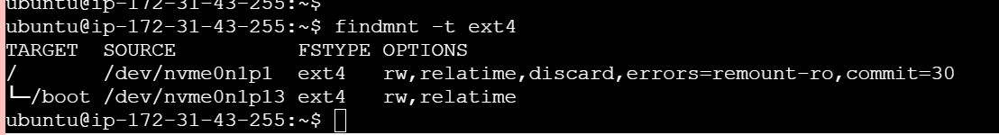 ubuntu@ip-172-31-43-255:~$
ubuntu@ip-172-31-43-255:~$ findmnt -t ext4
TARGET  SOURCE          FSTYPE OPTIONS
/       /dev/nvme0n1p1  ext4   rw,relatime,discard,errors=remount-ro,commit=30
└─/boot /dev/nvme0n1p13 ext4   rw,relatime
ubuntu@ip-172-31-43-255:~$